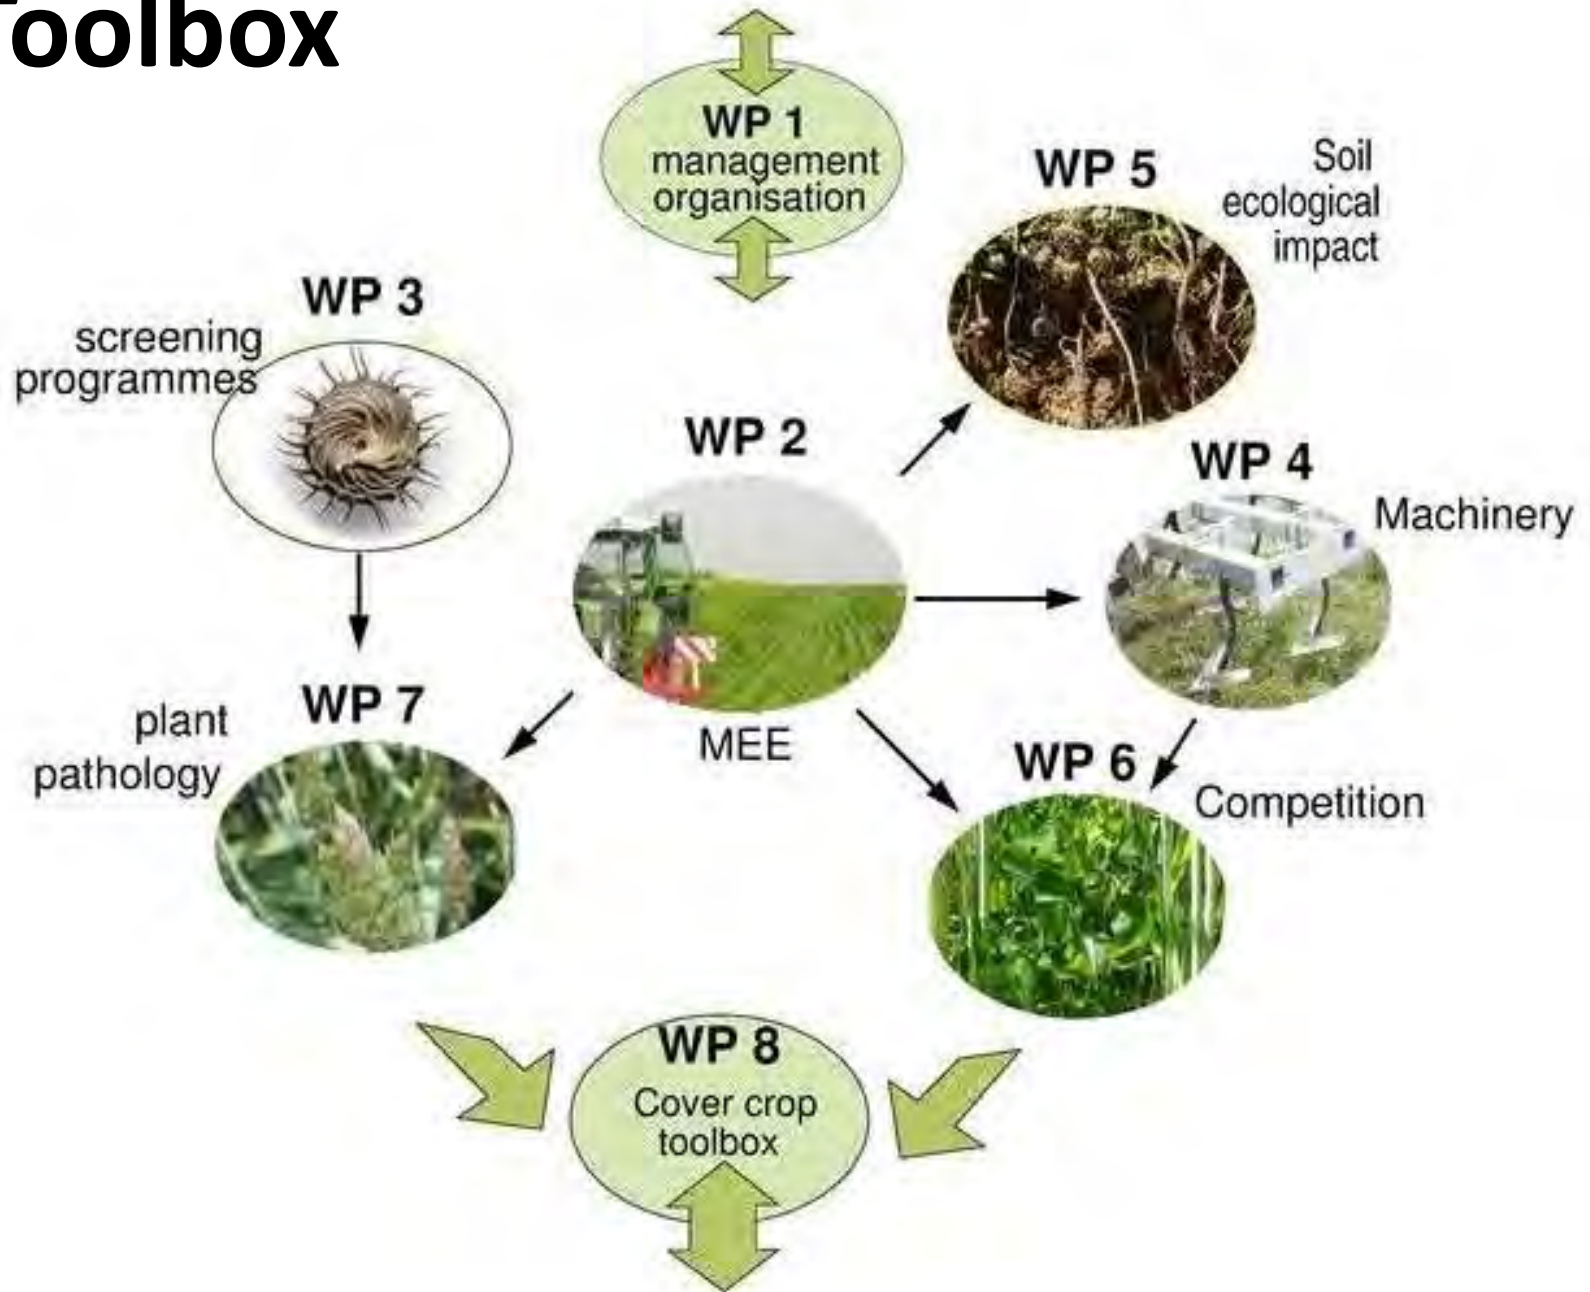 oolbox
WP 1
management
organisation
WP 5
Soil
ecological
impact
WP 3
screening
programmes
WP 2
MEE
WP 4
Machinery
WP 7
plant
pathology
WP 6
Competition
WP 8
Cover crop
toolbox